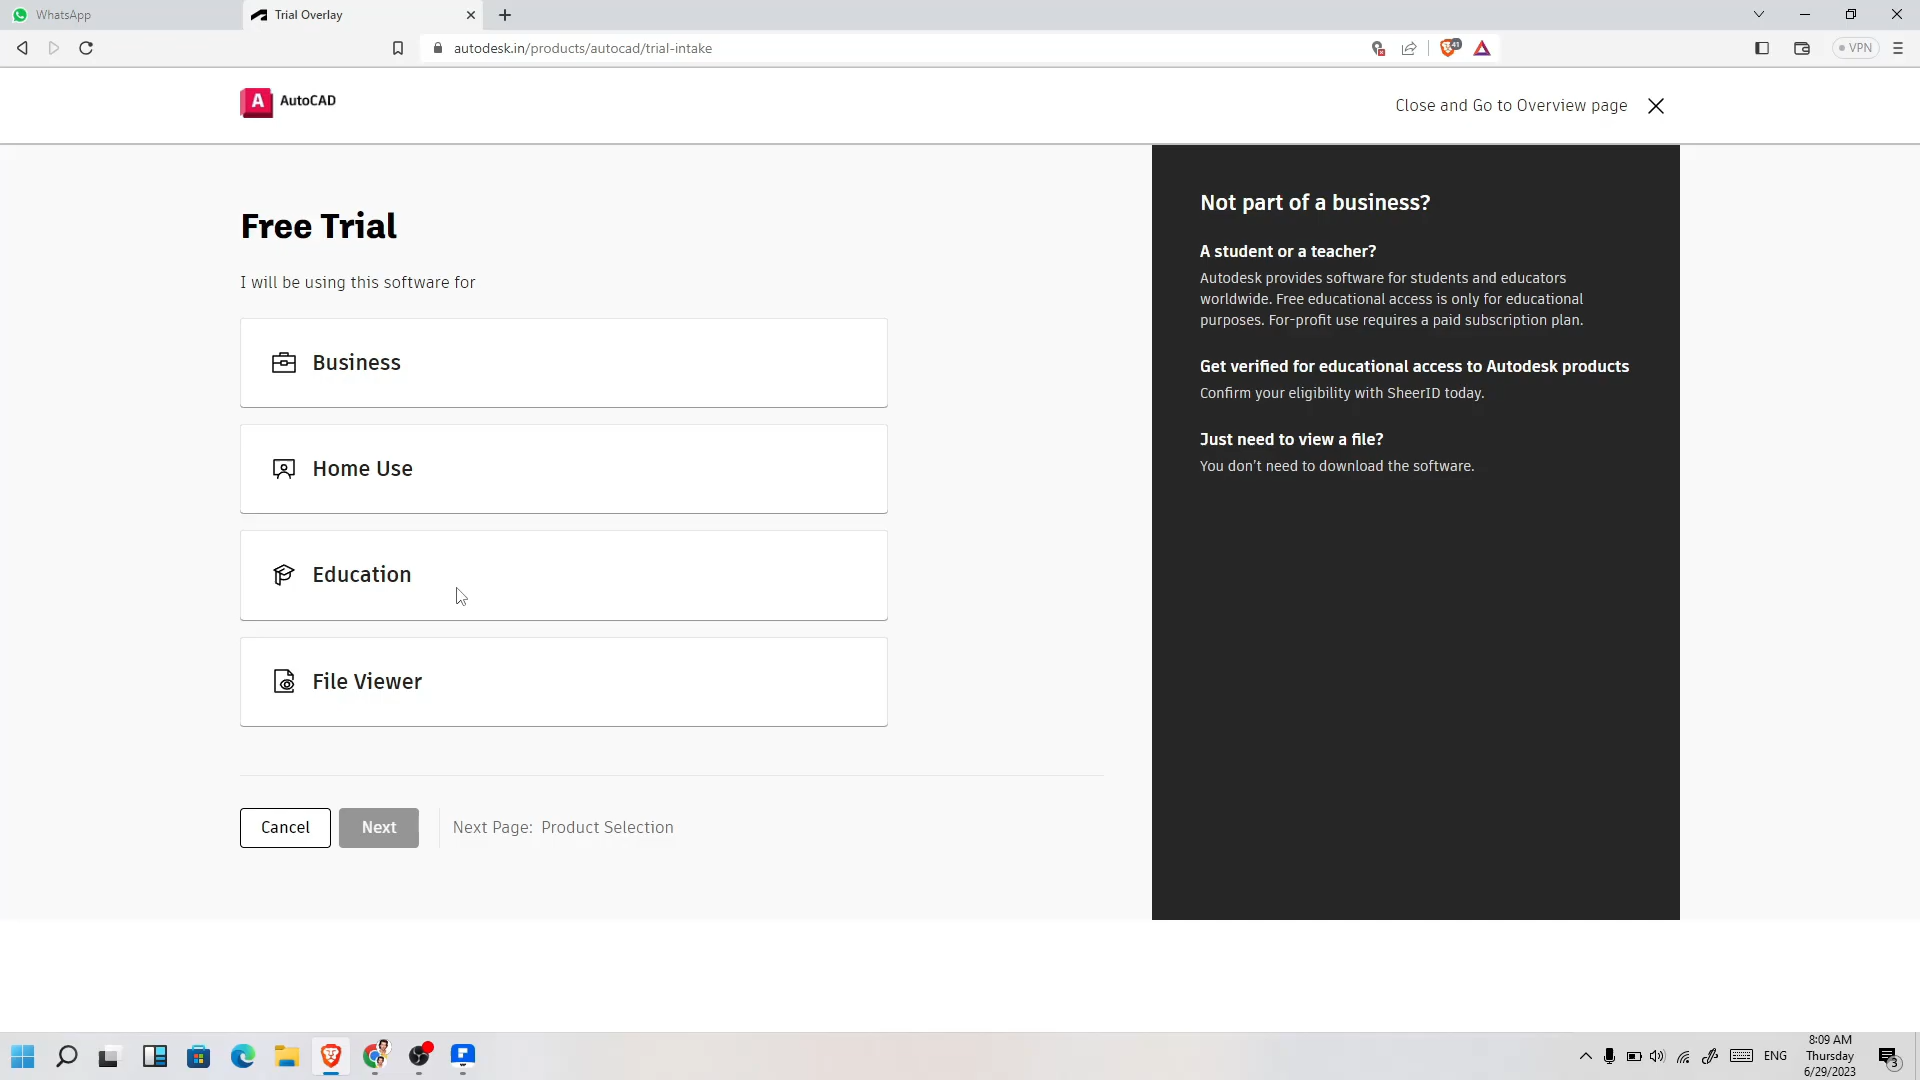 WhatsApp
Trial Overlay
autodesk.in/products/autocad/trial-intake
41
VPN
A
AutoCAD
Close and Go to Overview page
Free Trial
I will be using this software for
Business
Home Use
Education
File Viewer
Cancel
Next
Next Page: Product Selection
Not part of a business?
A student or a teacher?
Autodesk provides software for students and educators
worldwide. Free educational access is only for educational
purposes. For-profit use requires a paid subscription plan.
Get verified for educational access to Autodesk products
Confirm your eligibility with SheerID today.
Just need to view a file?
You don't need to download the software.
ENG
8:09 AM
Thursday
6/29/2023
3